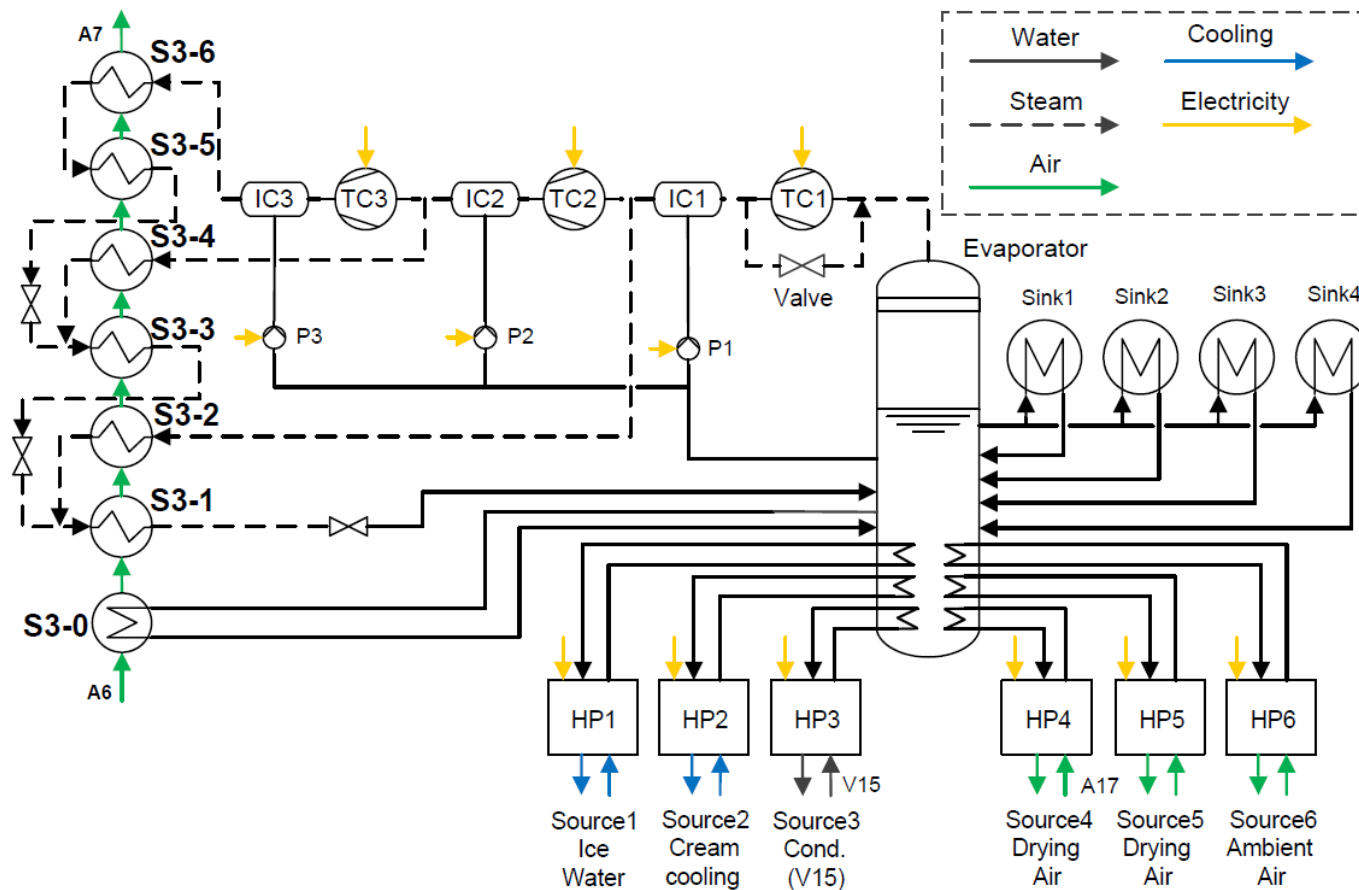 A7
S3-6
Water
Cooling
Steam
Electricity
Air
S3-5
IC3
TC3
IC2
TC2
IC1
TC1
S3-4
Evaporator
Valve
Sink1
Sink2
Sink3
Sink4
S3-3
P3
P2
P1
S3-2
S3-1
S3-0
A6
HP1
HP2
HP3
HP4
HP5
HP6
V15
A17
Source1
Ice
Water
Source2
Cream
cooling
Source3
Cond.
(V15)
Source4
Drying
Air
Source5
Drying
Air
Source6
Ambient
Air